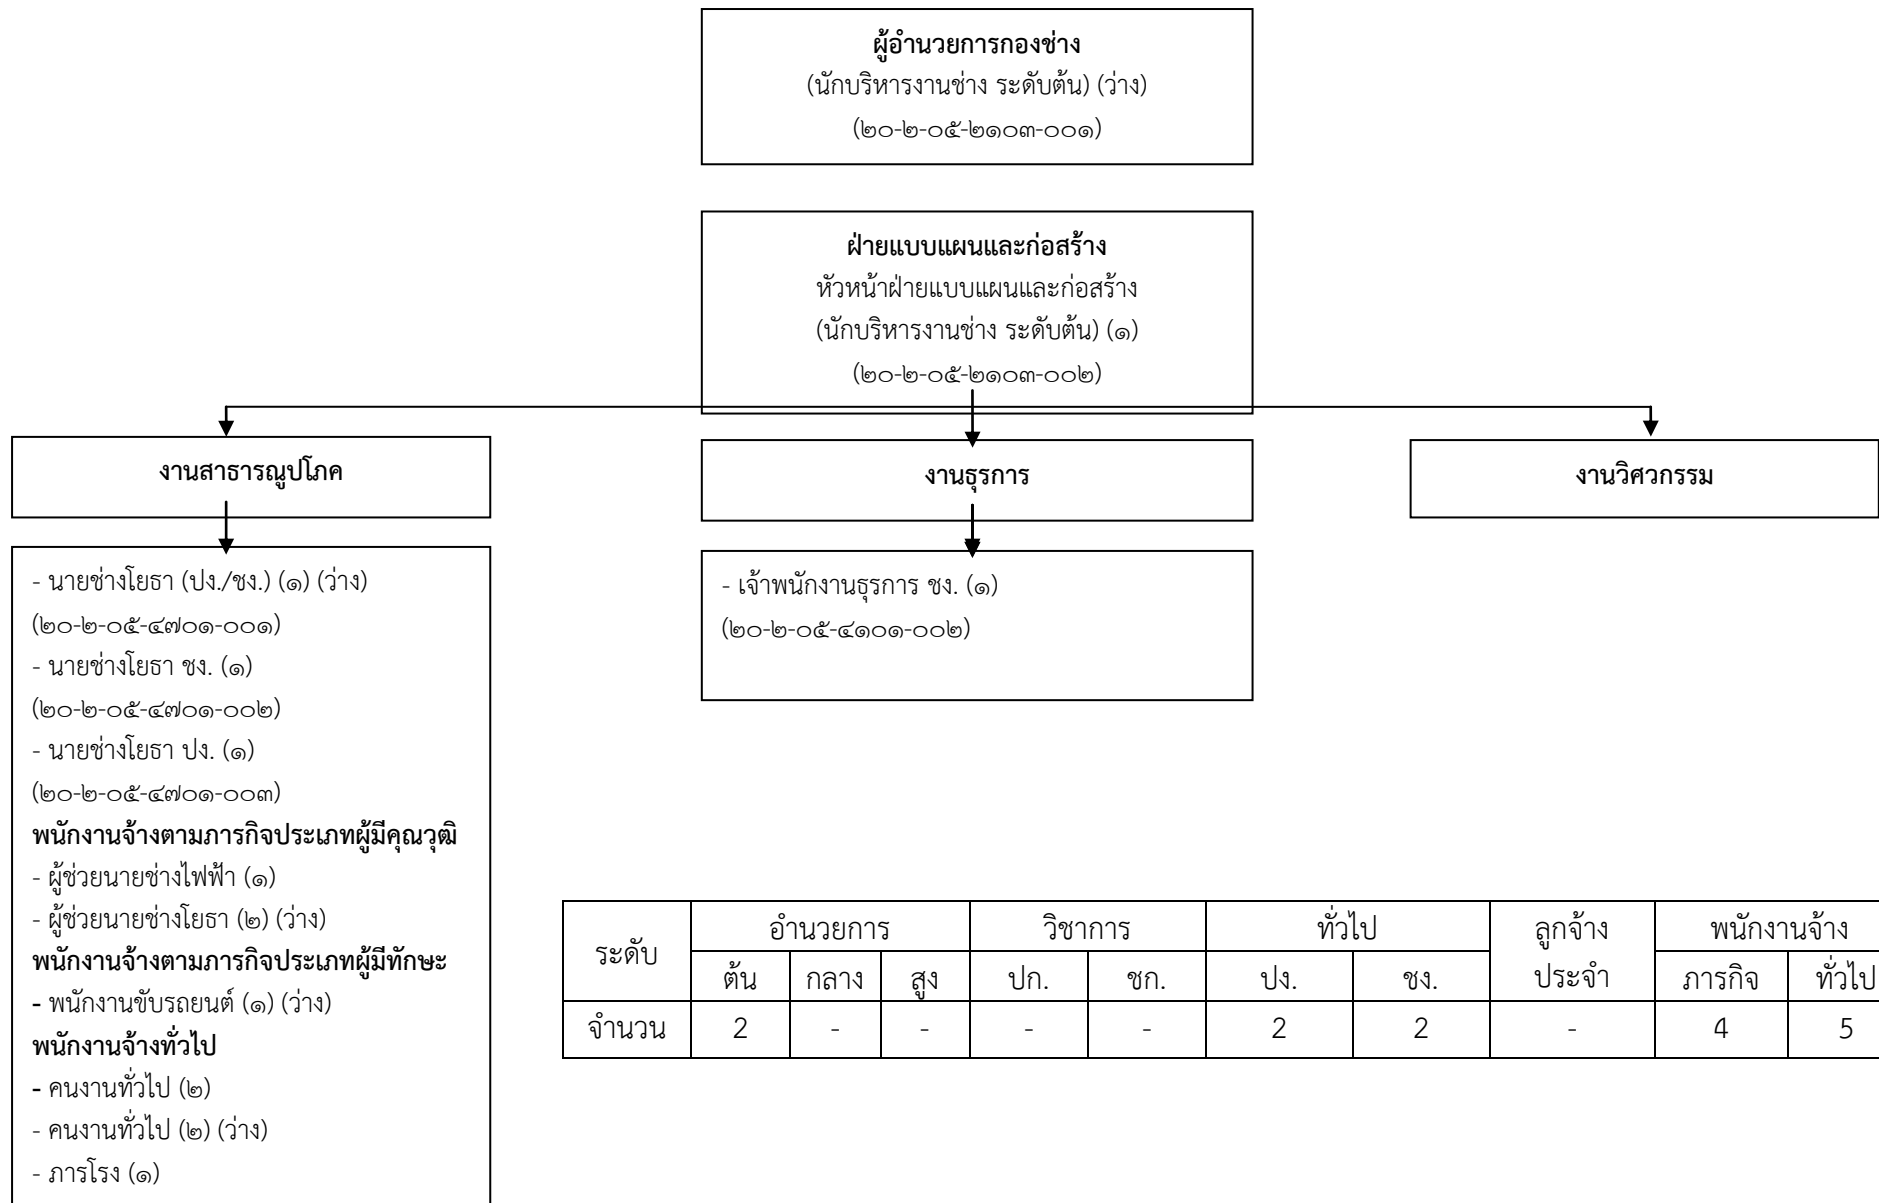 ผู้อำนวยการกองช่าง
(นักบริหารงานช่าง ระดับต้น) (ว่าง)
(๒๐-๒-๐๕-๒๑๐๓-๐๐๑)
ฝ่ายแบบแผนและก่อสร้าง
หัวหน้าฝ่ายแบบแผนและก่อสร้าง
(นักบริหารงานช่าง ระดับต้น) (๑)
(๒๐-๒-๐๕-๒๑๐๓-๐๐๒)
งานสาธารณูปโภค
งานธุรการ
งานวิศวกรรม
- นายช่างโยธา (ปง./ชง.) (๑) (ว่าง)
(๒๐-๒-๐๕-๔๗๐๑-๐๐๑)
- นายช่างโยธา ชง. (๑)
(๒๐-๒-๐๕-๔๗๐๑-๐๐๒)
- นายช่างโยธา ปง. (๑)
(๒๐-๒-๐๕-๔๗๐๑-๐๐๓)
พนักงานจ้างตามภารกิจประเภทผู้มีคุณวุฒิ
- ผู้ช่วยนายช่างไฟฟ้า (๑)
- ผู้ช่วยนายช่างโยธา (๒) (ว่าง)
พนักงานจ้างตามภารกิจประเภทผู้มีทักษะ
- พนักงานขับรถยนต์ (๑) (ว่าง)
พนักงานจ้างทั่วไป
- คนงานทั่วไป (๒)
- คนงานทั่วไป (๒) (ว่าง)
- ภารโรง (๑)
- เจ้าพนักงานธุรการ ชง. (๑)
(๒๐-๒-๐๕-๔๑๐๑-๐๐๒)
ระดับ อำนวยการ วิชาการ ทั่วไป ลูกจ้าง พนักงานจ้าง
ต้น กลาง สูง ปก. ชก. ปง. ชง. ประจำ ภารกิจ ทั่วไป
จำนวน 2 - - - - 2 2 - 4 5